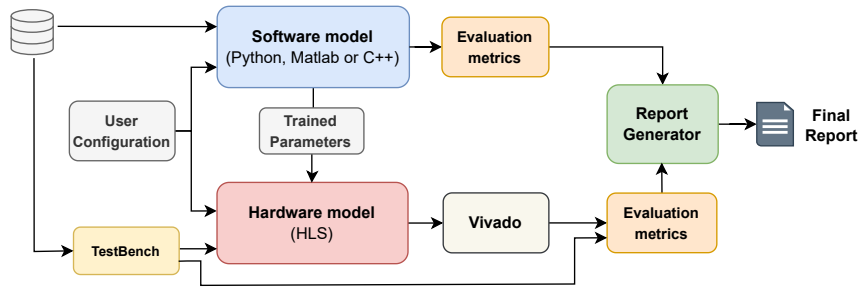 Software model
(Python, Matlab or C++)
Evaluation
metrics
User
Configuration
Trained
Parameters
Report
Generator
Final
Report
Hardware model
(HLS)
Vivado
Evaluation
metrics
TestBench